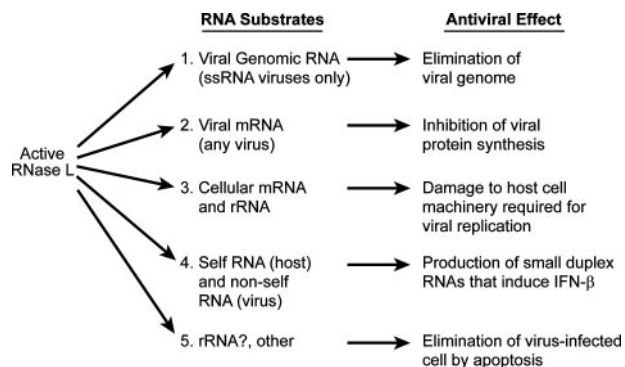 RNA Substrates
Antiviral Effect
Active
RNase L
1. Viral Genomic RNA
(ssRNA viruses only)
Elimination of
viral genome
2. Viral mRNA
(any virus)
Inhibition of viral
protein synthesis
3. Cellular mRNA
and rRNA
Damage to host cell
machinery required for
viral replication
4. Self RNA (host)
and non-self
RNA (virus)
Production of small duplex
RNAs that induce IFN-β
5. rRNA?, other
Elimination of virus-infected
cell by apoptosis